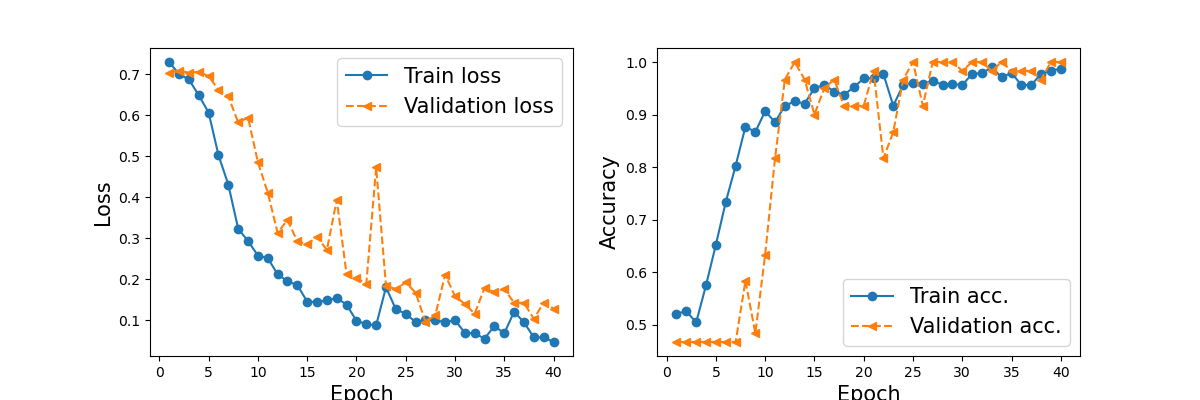 Train loss
Validation loss
Loss
0.7
0.6
0.5
0.4
0.3
0.2
0.1
0 5 10 15 20 25 30 35 40
Epoch
Train acc.
Validation acc.
Accuracy
1.0
0.9
0.8
0.7
0.6
0.5
0 5 10 15 20 25 30 35 40
Epoch